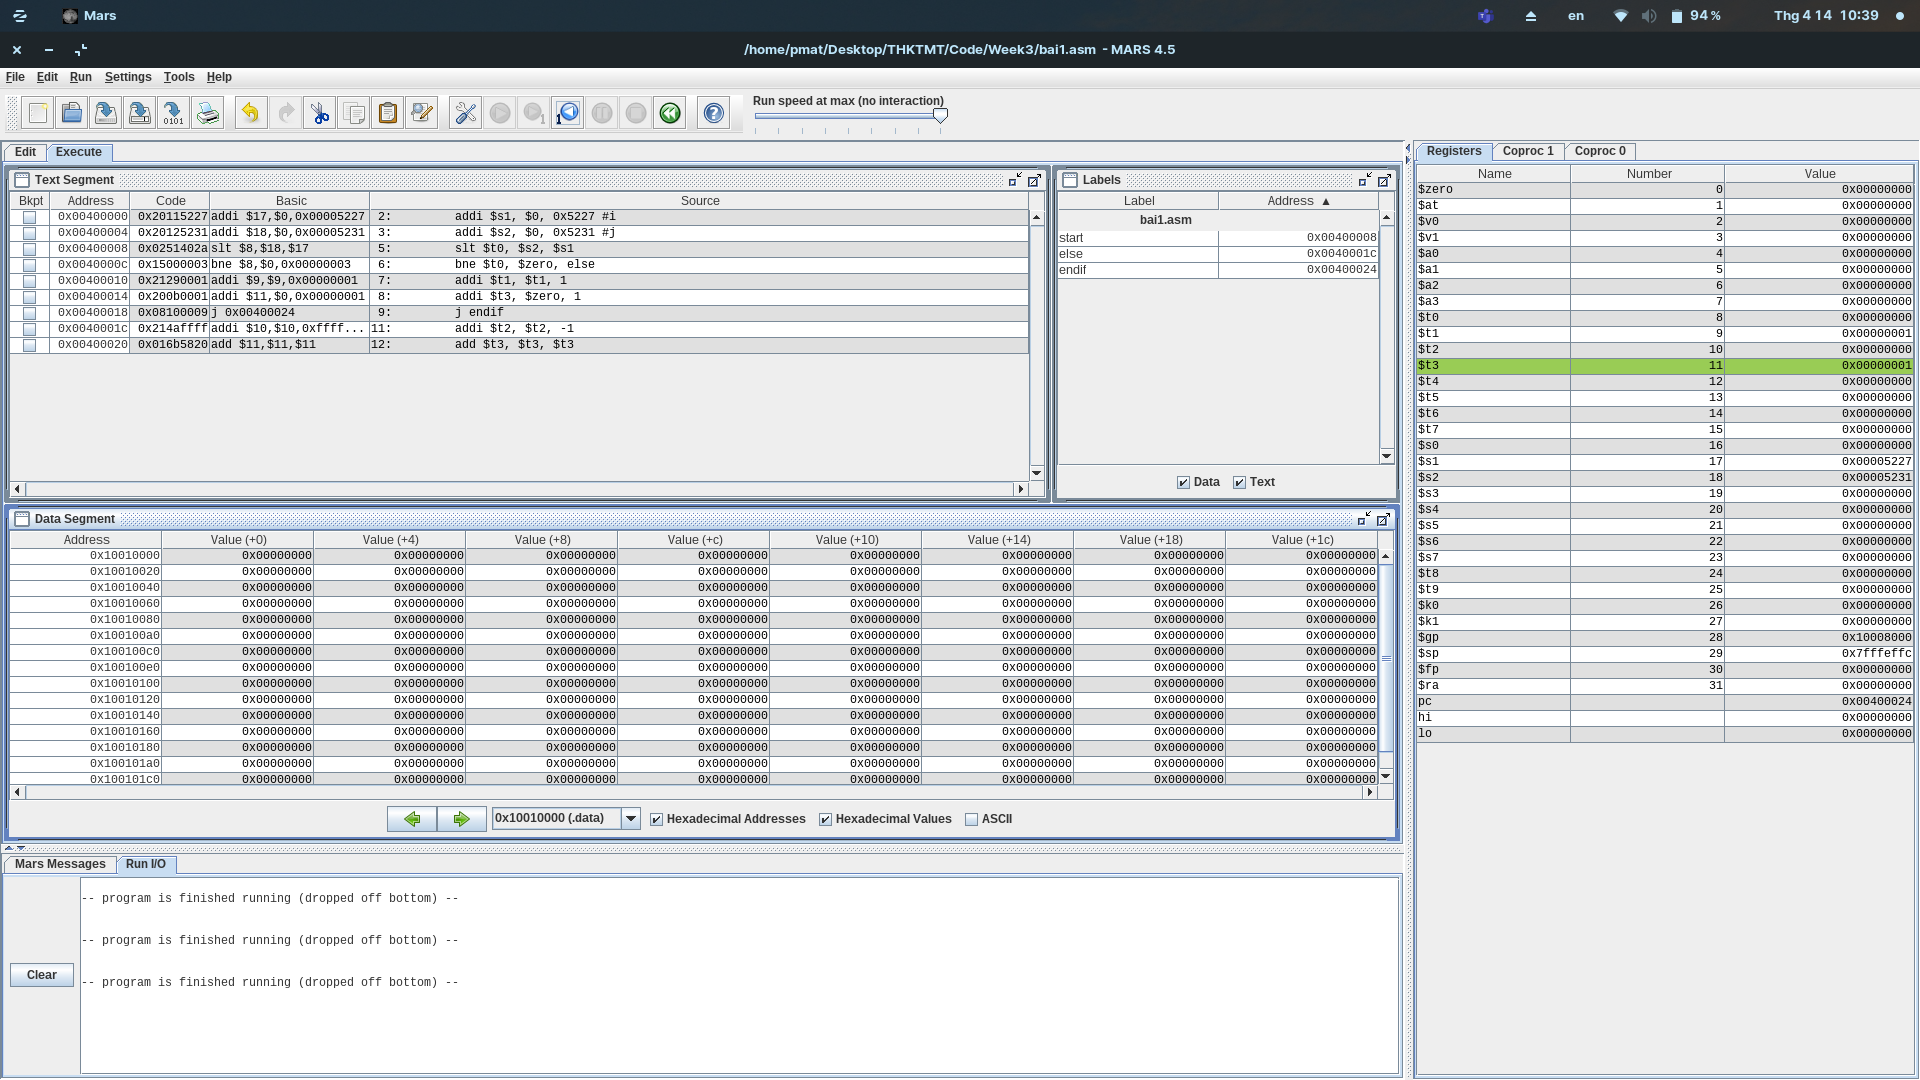 Mars
en
94 %
Thg 4 14 10:39
/home/pmat/Desktop/THKTMT/Code/Week3/bai1.asm - MARS 4.5
File Edit Run Settings Tools Help
Run speed at max (no interaction)
Edit Execute
Text Segment
Bkpt Address Code Basic Source
0x00400000 0x20115227 addi $17,$0,0x00005227 2: addi $s1, $0, 0x5227 #i
0x00400004 0x20125231 addi $18,$0,0x00005231 3: addi $s2, $0, 0x5231 #j
0x00400008 0x0251402a slt $8,$18,$17 5: slt $t0, $s2, $s1
0x0040000c 0x15000003 bne $8,$0,0x00000003 6: bne $t0, $zero, else
0x00400010 0x21290001 addi $9,$9,0x00000001 7: addi $t1, $t1, 1
0x00400014 0x200b0001 addi $11,$0,0x00000001 8: addi $t3, $zero, 1
0x00400018 0x08100009 j 0x00400024 9: j endif
0x0040001c 0x214affff addi $10,$10,0xffff... 11: addi $t2, $t2, -1
0x00400020 0x016b5820 add $11,$11,$11 12: add $t3, $t3, $t3
Labels
Label Address ▲
bai1.asm
start 0x00400008
else 0x0040001c
endif 0x00400024
Data Text
Data Segment
Address Value (+0) Value (+4) Value (+8) Value (+c) Value (+10) Value (+14) Value (+18) Value (+1c)
0x10010000 0x00000000 0x00000000 0x00000000 0x00000000 0x00000000 0x00000000 0x00000000 0x00000000
0x10010020 0x00000000 0x00000000 0x00000000 0x00000000 0x00000000 0x00000000 0x00000000 0x00000000
0x10010040 0x00000000 0x00000000 0x00000000 0x00000000 0x00000000 0x00000000 0x00000000 0x00000000
0x10010060 0x00000000 0x00000000 0x00000000 0x00000000 0x00000000 0x00000000 0x00000000 0x00000000
0x10010080 0x00000000 0x00000000 0x00000000 0x00000000 0x00000000 0x00000000 0x00000000 0x00000000
0x100100a0 0x00000000 0x00000000 0x00000000 0x00000000 0x00000000 0x00000000 0x00000000 0x00000000
0x100100c0 0x00000000 0x00000000 0x00000000 0x00000000 0x00000000 0x00000000 0x00000000 0x00000000
0x100100e0 0x00000000 0x00000000 0x00000000 0x00000000 0x00000000 0x00000000 0x00000000 0x00000000
0x10010100 0x00000000 0x00000000 0x00000000 0x00000000 0x00000000 0x00000000 0x00000000 0x00000000
0x10010120 0x00000000 0x00000000 0x00000000 0x00000000 0x00000000 0x00000000 0x00000000 0x00000000
0x10010140 0x00000000 0x00000000 0x00000000 0x00000000 0x00000000 0x00000000 0x00000000 0x00000000
0x10010160 0x00000000 0x00000000 0x00000000 0x00000000 0x00000000 0x00000000 0x00000000 0x00000000
0x10010180 0x00000000 0x00000000 0x00000000 0x00000000 0x00000000 0x00000000 0x00000000 0x00000000
0x100101a0 0x00000000 0x00000000 0x00000000 0x00000000 0x00000000 0x00000000 0x00000000 0x00000000
0x100101c0 0x00000000 0x00000000 0x00000000 0x00000000 0x00000000 0x00000000 0x00000000 0x00000000
0x10010000 (.data) Hexadecimal Addresses Hexadecimal Values ASCII
Mars Messages Run I/O
-- program is finished running (dropped off bottom) --
-- program is finished running (dropped off bottom) --
Clear
-- program is finished running (dropped off bottom) --
Registers Coproc 1 Coproc 0
Name Number Value
$zero 0 0x00000000
$at 1 0x00000000
$v0 2 0x00000000
$v1 3 0x00000000
$a0 4 0x00000000
$a1 5 0x00000000
$a2 6 0x00000000
$a3 7 0x00000000
$t0 8 0x00000000
$t1 9 0x00000001
$t2 10 0x00000000
$t3 11 0x00000001
$t4 12 0x00000000
$t5 13 0x00000000
$t6 14 0x00000000
$t7 15 0x00000000
$s0 16 0x00000000
$s1 17 0x00005227
$s2 18 0x00005231
$s3 19 0x00000000
$s4 20 0x00000000
$s5 21 0x00000000
$s6 22 0x00000000
$s7 23 0x00000000
$t8 24 0x00000000
$t9 25 0x00000000
$k0 26 0x00000000
$k1 27 0x00000000
$gp 28 0x10008000
$sp 29 0x7fffeffc
$fp 30 0x00000000
$ra 31 0x00000000
pc 0x00400024
hi 0x00000000
lo 0x00000000